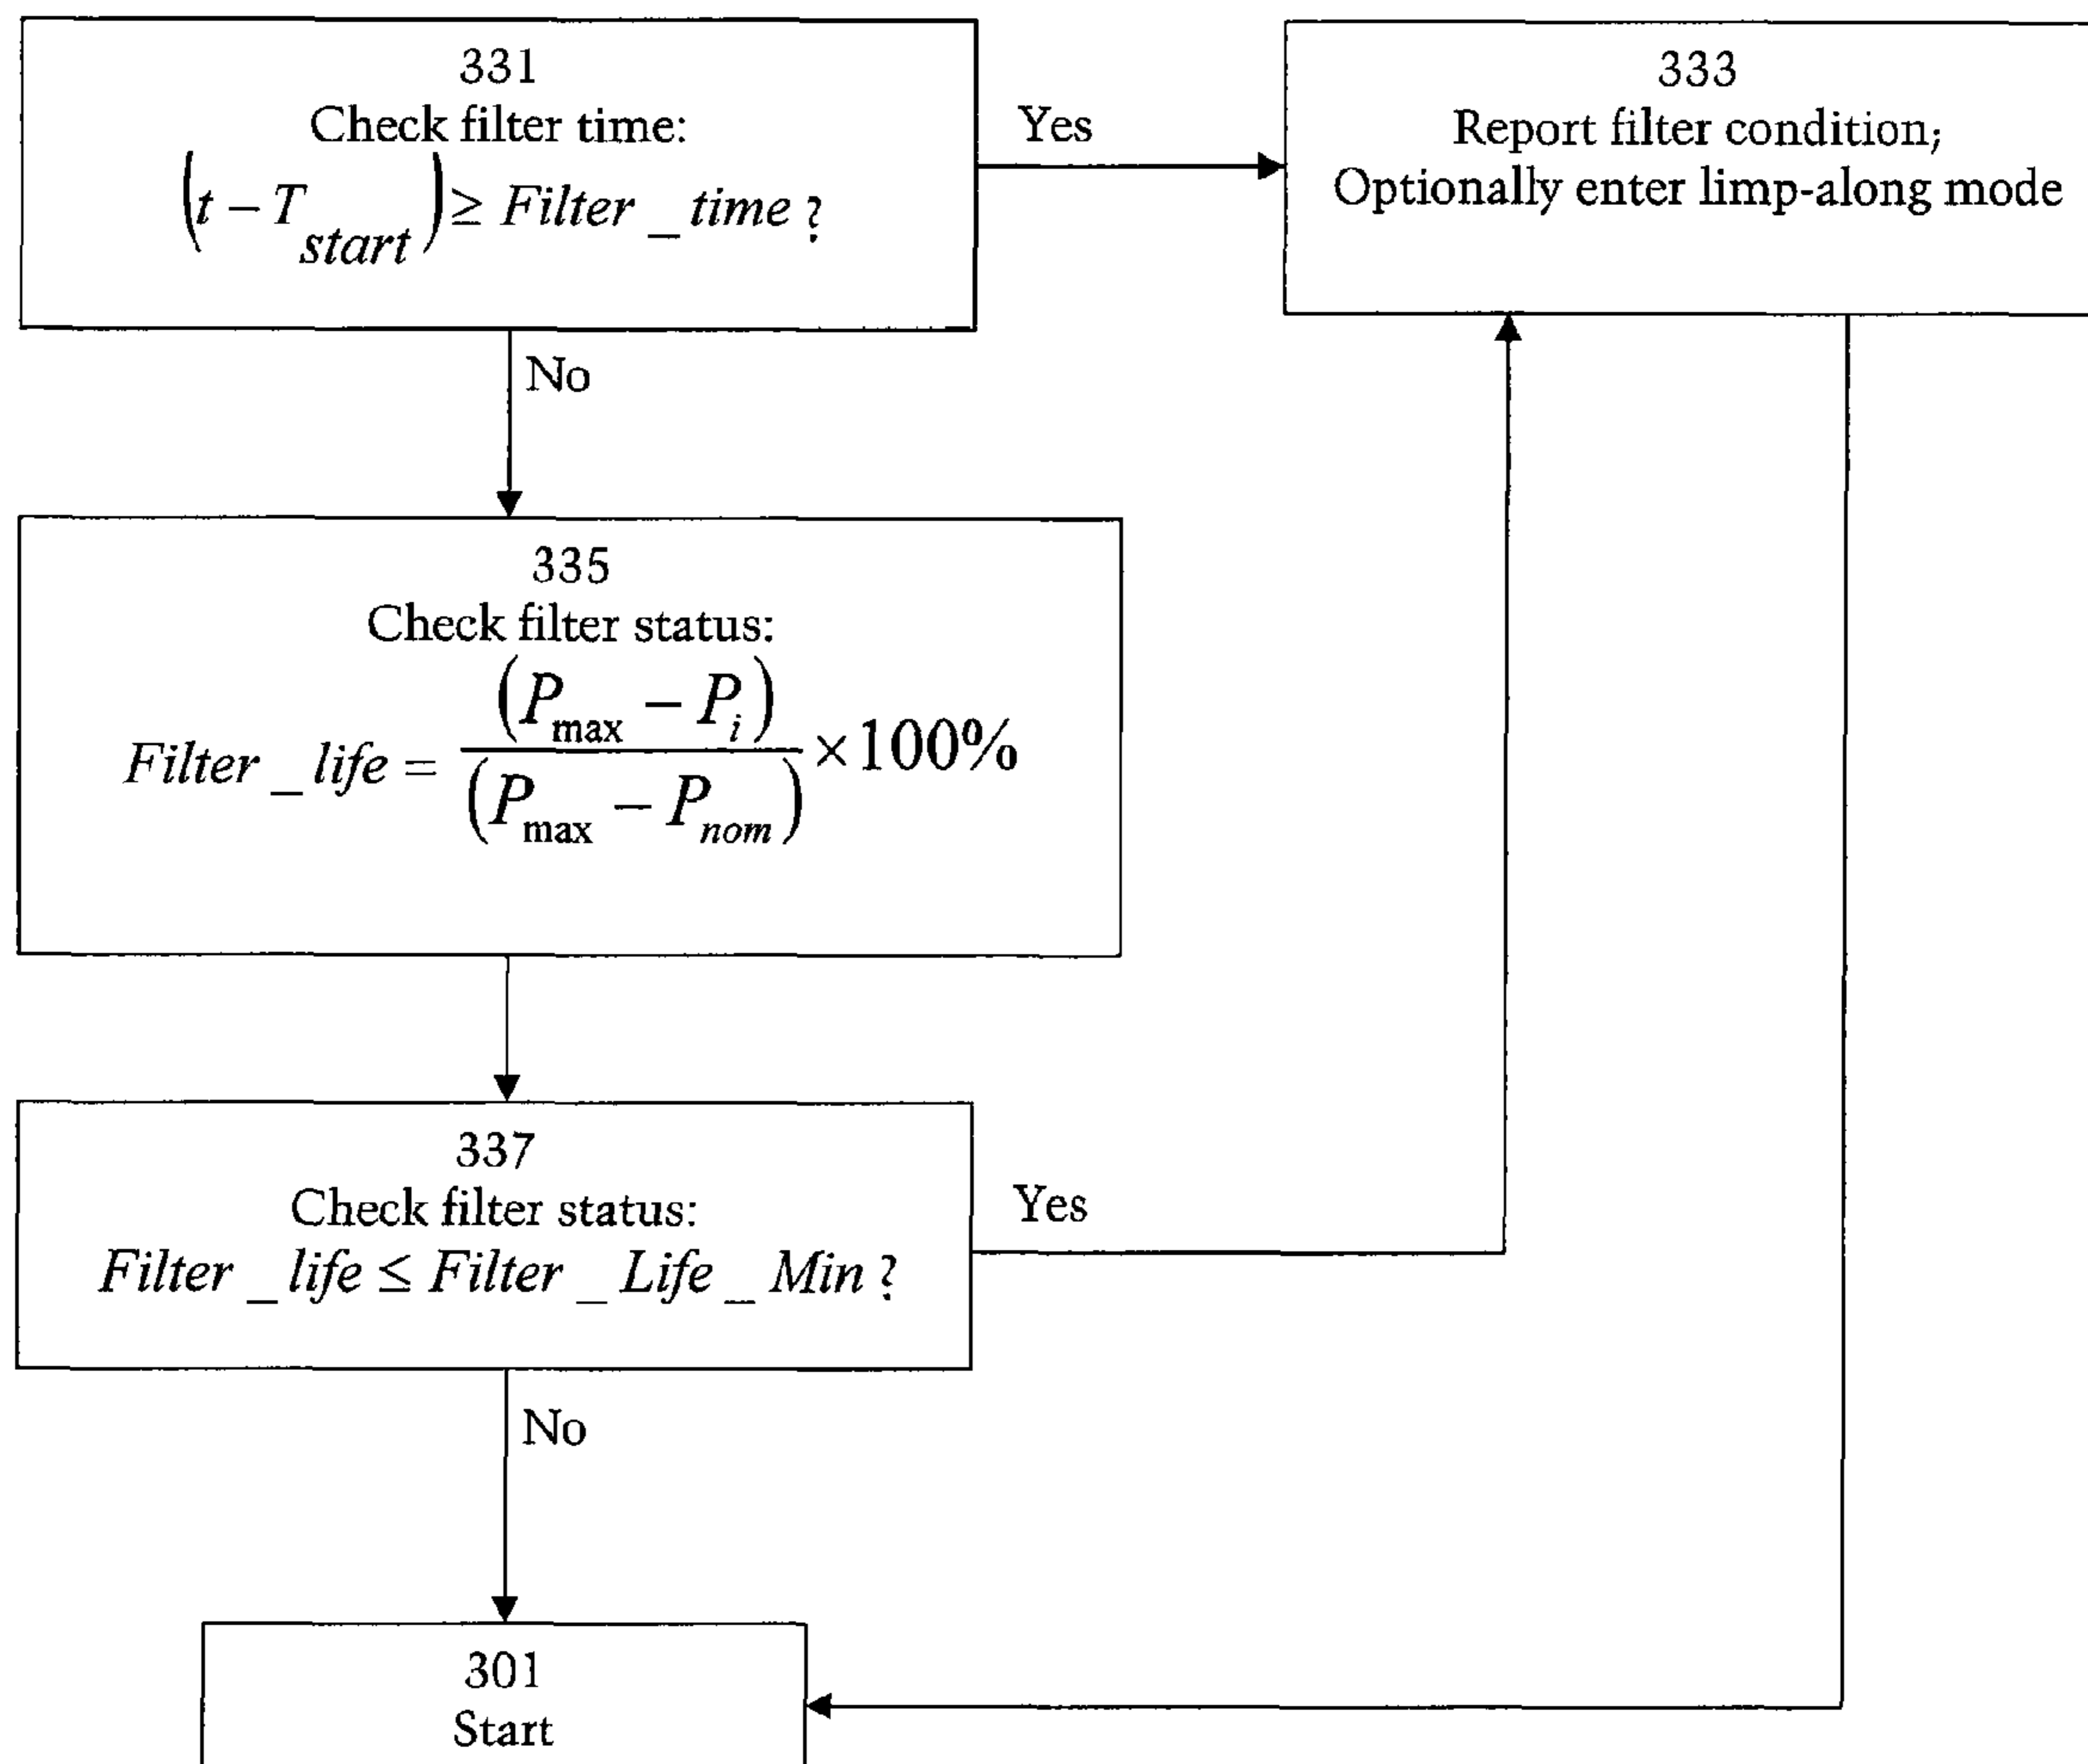 331
Check filter time:
(t – T_start) ≥ Filter_time?
Yes
333
Report filter condition;
Optionally enter limp-along mode
No
335
Check filter status:
Filter_life = (P_max – P_i) / (P_max – P_nom) ×100%
337
Check filter status:
Filter_life ≤ Filter_Life_Min?
Yes
No
301
Start